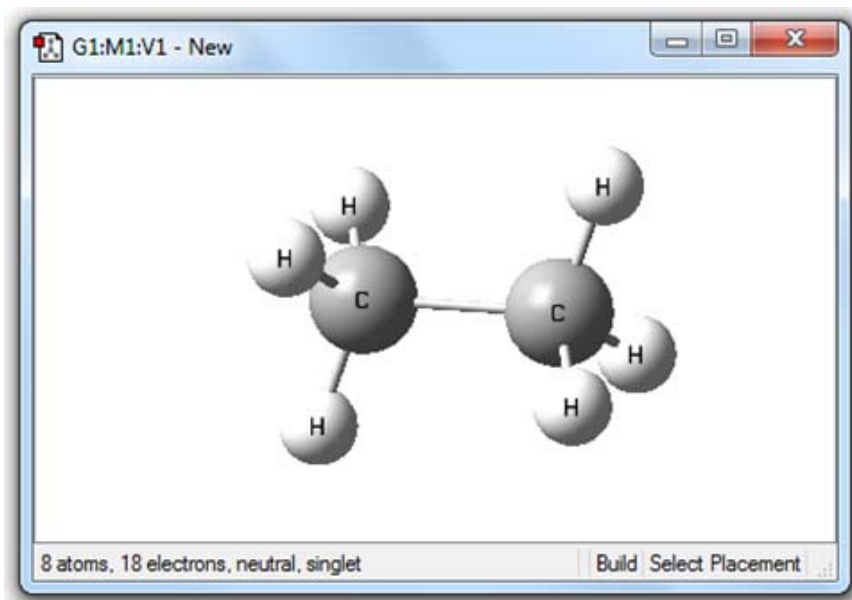 G1:M1:V1 - New
H
H
H
C
C
H
H
H
8 atoms, 18 electrons, neutral, singlet
Build
Select Placement